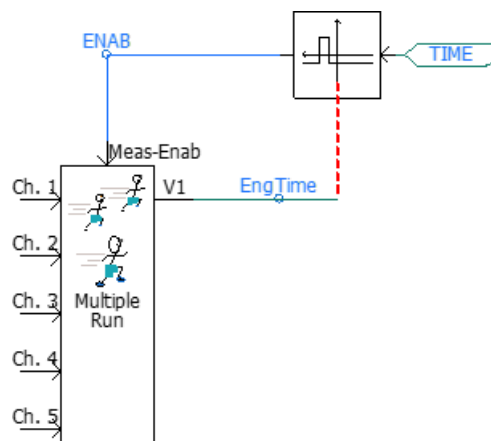 ENAB
TIME
Meas-Enab
Ch. 1
V1
EngTime
Ch. 2
Multiple
Run
Ch. 3
Ch. 4
Ch. 5